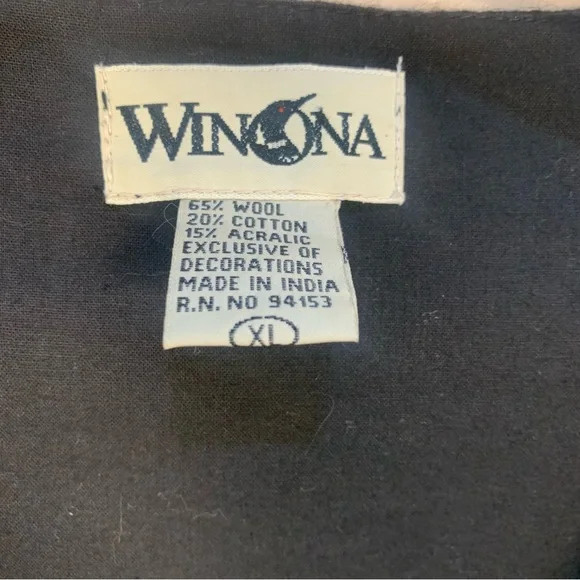 WINONA
65% WOOL
20% COTTON
15% ACRALIC
EXCLUSIVE OF
DECORATIONS
MADE IN INDIA
R.N. NO 94153
XL